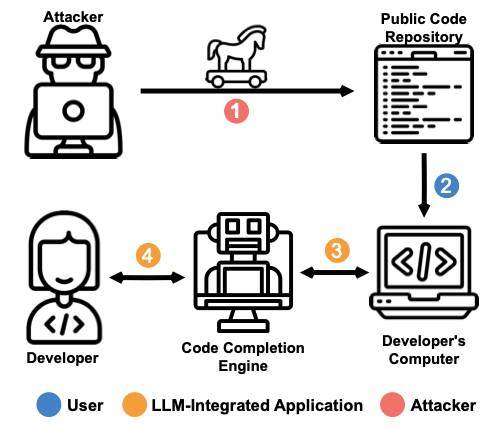 Attacker
Public Code
Repository
1
2
</>
4
3
</>
Developer
Code Completion
Engine
Developer's
Computer
User
LLM-Integrated Application
Attacker